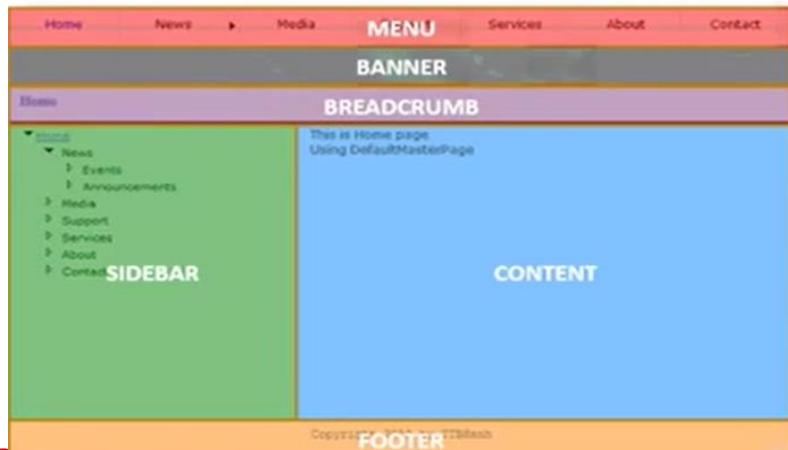 Home News Media MENU Services About Contact
BANNER
Home
BREADCRUMB
Home
News
Events
Announcements
Media
Support
Services
About
Contact
SIDEBAR
This is Home page
Using DefaultMasterPage
CONTENT
FOOTER